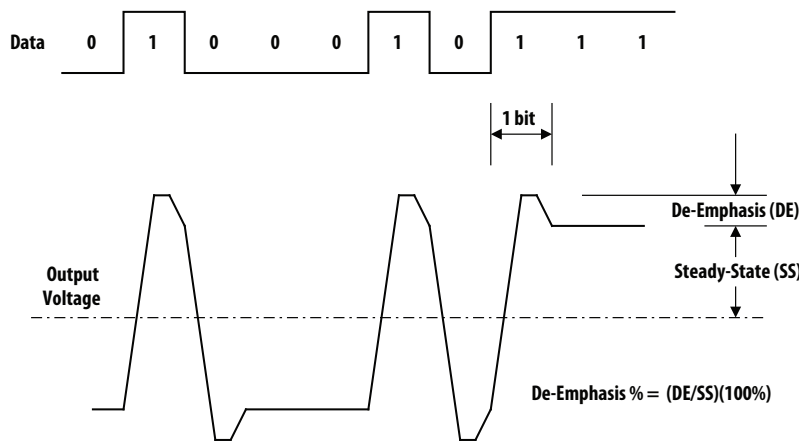 Data 0 1 0 0 0 1 0 1 1 1
1 bit
De-Emphasis (DE)
Steady-State (SS)
Output
Voltage
De-Emphasis % = (DE/SS)(100%)